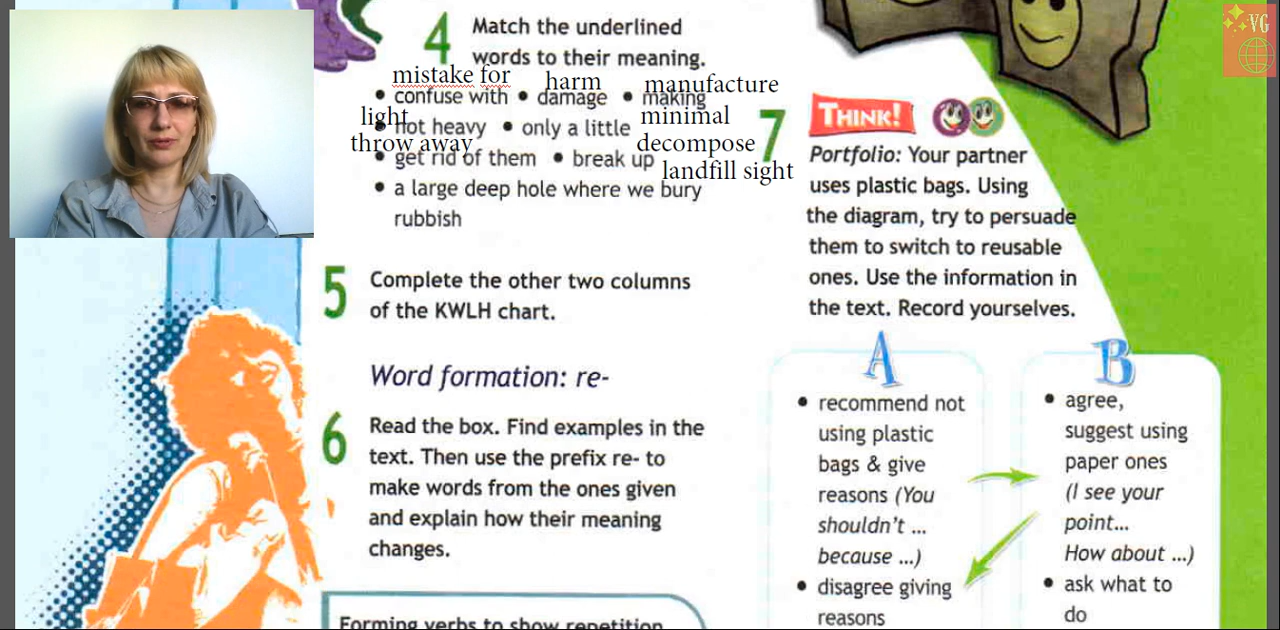 4 Match the underlined
words to their meaning.
mistake for harm manufacture
• confuse with • damage • making
light minimal
• not heavy • only a little
throw away decompose
• get rid of them • break up
landfill sight
• a large deep hole where we bury
rubbish
5 Complete the other two columns
of the KWLH chart.
Word formation: re-
6 Read the box. Find examples in the
text. Then use the prefix re- to
make words from the ones given
and explain how their meaning
changes.
Forming verbs to show repetition
VG
7 THINK!
Portfolio: Your partner
uses plastic bags. Using
the diagram, try to persuade
them to switch to reusable
ones. Use the information in
the text. Record yourselves.
A
• recommend not
using plastic
bags & give
reasons (You
shouldn't ...
because ...)
• disagree giving
reasons
B
• agree,
suggest using
paper ones
(I see your
point...
How about ...)
• ask what to
do